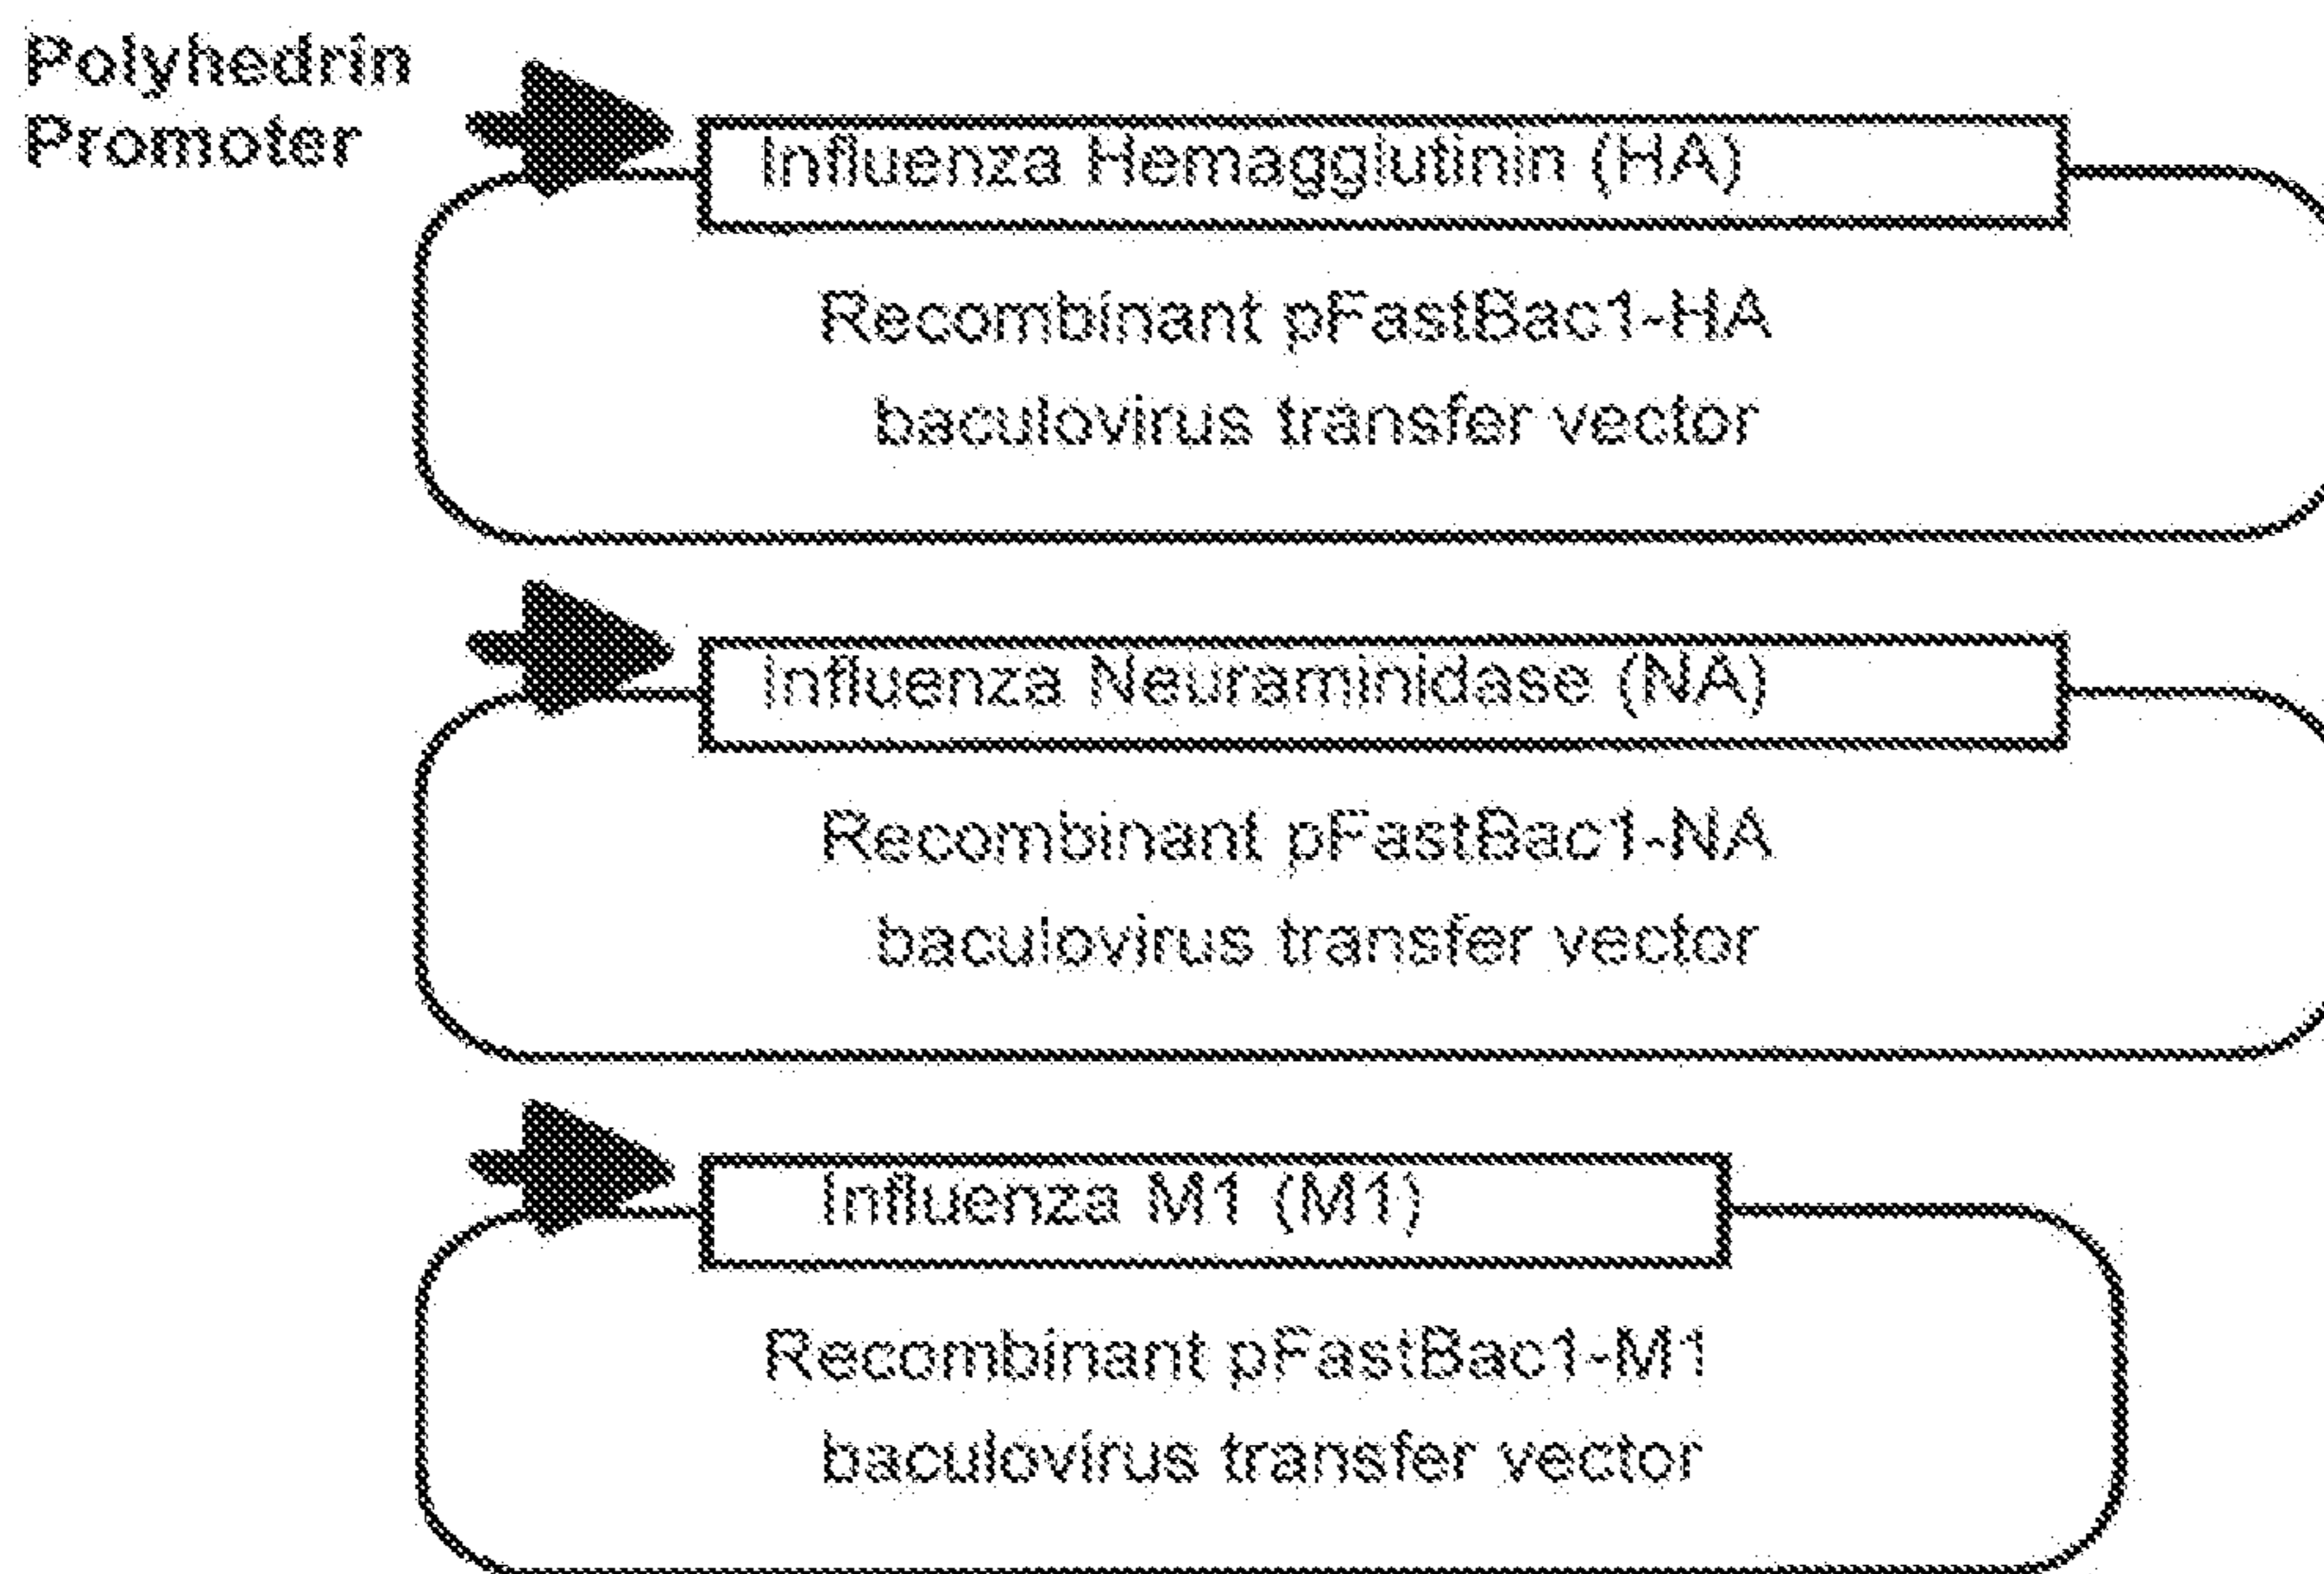 Polyhedrin
Promoter
Influenza Hemagglutinin (HA)
Recombinant pFastBac1-HA
baculovirus transfer vector
Influenza Neuraminidase (NA)
Recombinant pFastBac1-NA
baculovirus transfer vector
Influenza M1 (M1)
Recombinant pFastBac1-M1
baculovirus transfer vector